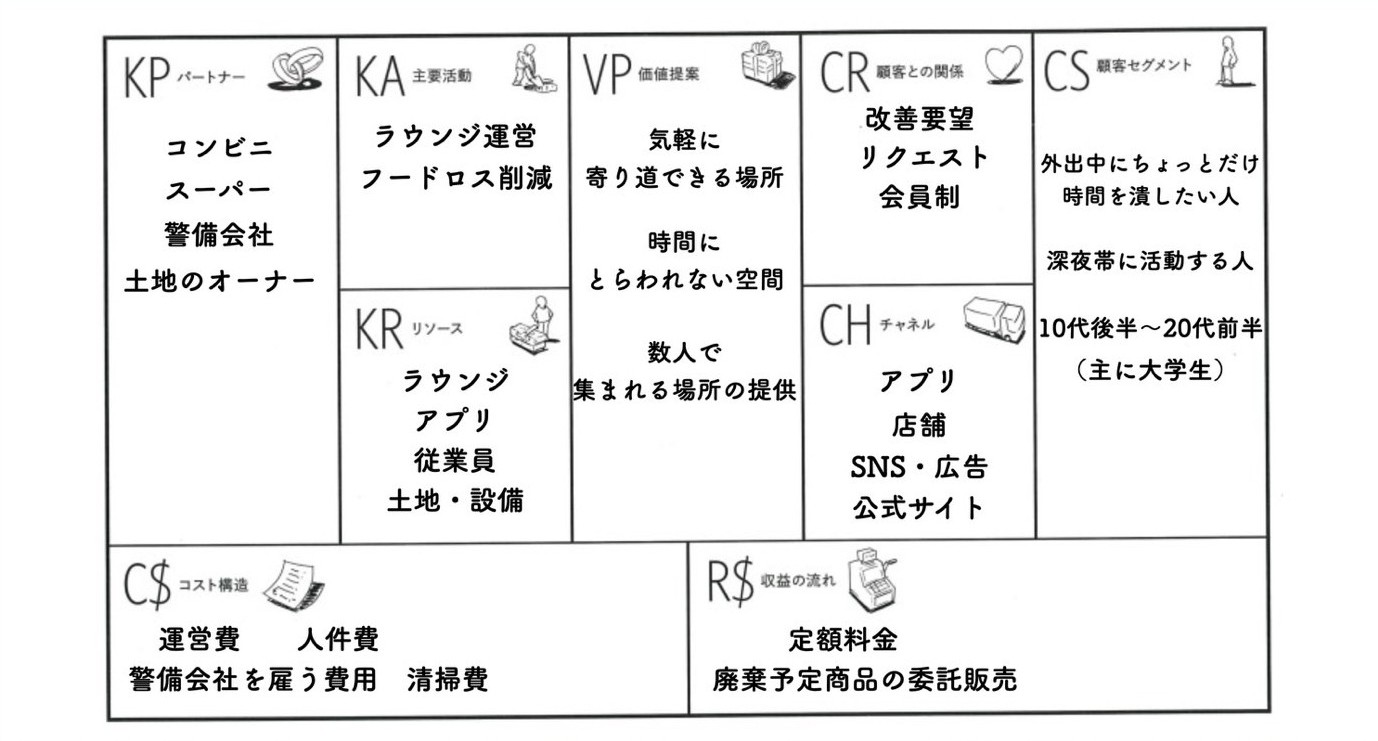 KP パートナー
コンビニ
スーパー
警備会社
土地のオーナー
KA 主要活動
ラウンジ運営
フードロス削減
KR リソース
ラウンジ
アプリ
従業員
土地・設備
VP 価値提案
気軽に
寄り道できる場所
時間に
とらわれない空間
数人で
集まれる場所の提供
CR 顧客との関係
改善要望
リクエスト
会員制
CH チャネル
アプリ
店舗
SNS・広告
公式サイト
CS 顧客セグメント
外出中にちょっとだけ
時間を潰したい人
深夜帯に活動する人
10代後半〜20代前半
（主に大学生）
C$ コスト構造
運営費 人件費
警備会社を雇う費用 清掃費
R$ 収益の流れ
定額料金
廃棄予定商品の委託販売